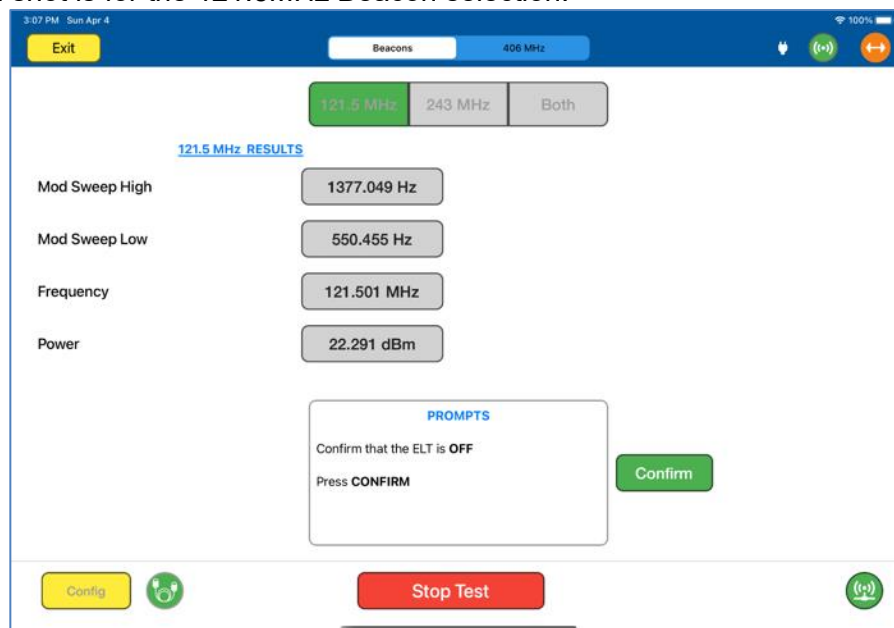 3:07 PM Sun Apr 4
100%
Exit
Beacons
406 MHz
121.5 MHz
243 MHz
Both
121.5 MHz RESULTS
Mod Sweep High
1377.049 Hz
Mod Sweep Low
550.455 Hz
Frequency
121.501 MHz
Power
22.291 dBm
PROMPTS
Confirm that the ELT is OFF
Press CONFIRM
Confirm
Config
Stop Test